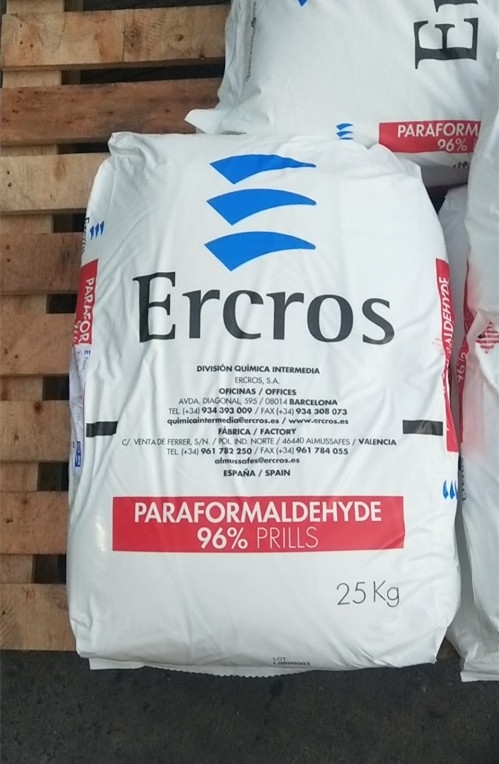 PARAFORM
96%
Ercros
DIVISIÓN QUÍMICA INTERMEDIA
ERCROS, S.A.
OFICINAS / OFFICES
AVDA. DIAGONAL, 595 / 08014 BARCELONA
TEL. (+34) 934 393 009 / FAX (+34) 934 308 073
quimicaintermedia@ercros.es / www.ercros.es
FÁBRICA / FACTORY
C/. VENTA DE FERRER, S/N. / POL. IND. NORTE / 46440 ALMUSSAFES / VALENCIA
TEL. (+34) 961 782 250 / FAX (+34) 961 784 055
almussafes@ercros.es
ESPAÑA / SPAIN
PARAFORMALDEHYDE
96% PRILLS
25 Kg
LOT: